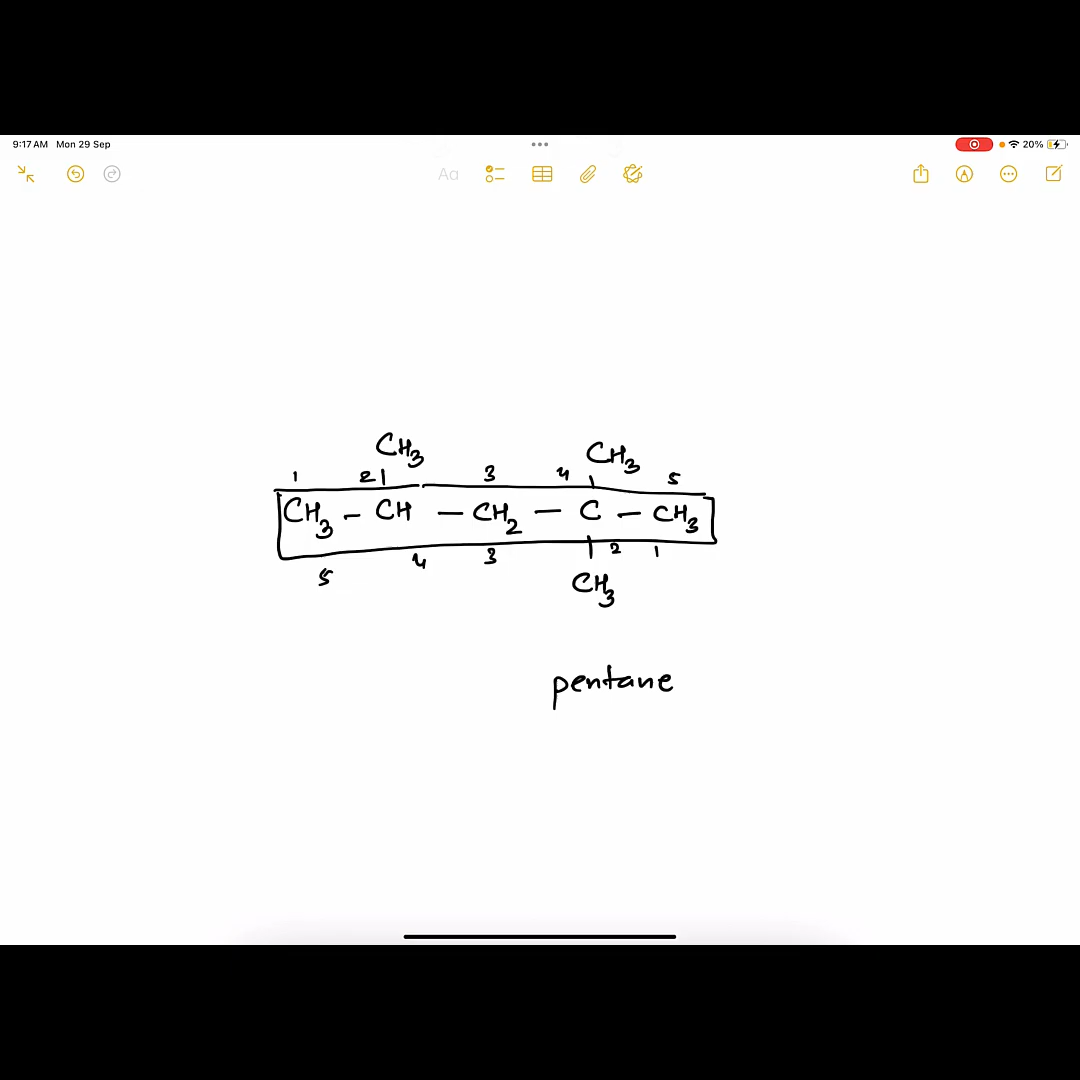 9:17 AM Mon 29 Sep
20%
Aa
CH3 CH3
1 2 3 4 5
CH3 - CH - CH2 - C - CH3
5 4 3 2 1
CH3
pentane